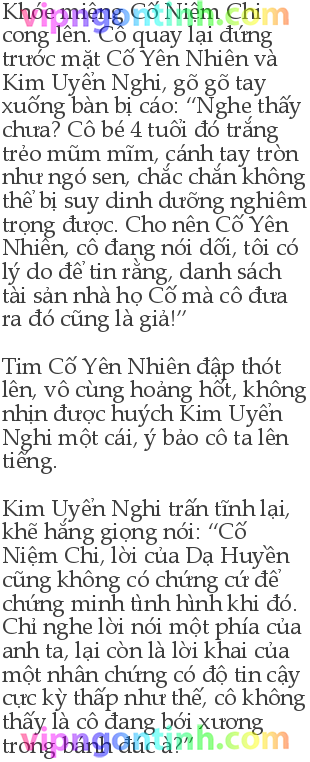 vipngontinh.com
Khóe miệng Cố Niệm Chi
cong lên. Cô quay lại đứng
trước mặt Cố Yên Nhiên và
Kim Uyển Nghi, gõ gõ tay
xuống bàn bị cáo: “Nghe thấy
chưa? Cô bé 4 tuổi đó trắng
trẻo mũm mĩm, cánh tay tròn
như ngó sen, chắc chắn không
thể bị suy dinh dưỡng nghiêm
trọng được. Cho nên Cố Yên
Nhiên, cô đang nói dối, tôi có
lý do để tin rằng, danh sách
tài sản nhà họ Cố mà cô đưa
ra đó cũng là giả!”
Tim Cố Yên Nhiên đập thót
lên, vô cùng hoảng hốt, không
nhịn được huých Kim Uyển
Nghi một cái, ý bảo cô ta lên
tiếng.
Kim Uyển Nghi trấn tĩnh lại,
khẽ hắng giọng nói: “Cố
Niệm Chi, lời của Dạ Huyền
cũng không có chứng cứ để
chứng minh tình hình khi đó.
Chỉ nghe lời nói một phía của
anh ta, lại còn là lời khai của
một nhân chứng có độ tin cậy
cực kỳ thấp như thế, cô không
thấy là cô đang bới xương
trong bánh đúc à?”
vipngontinh.com